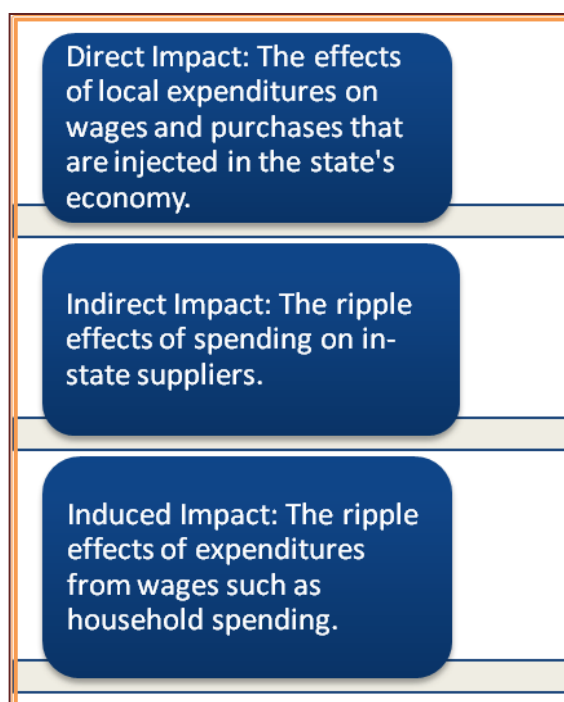 Direct Impact: The effects
of local expenditures on
wages and purchases that
are injected in the state's
economy.
Indirect Impact: The ripple
effects of spending on in-
state suppliers.
Induced Impact: The ripple
effects of expenditures
from wages such as
household spending.